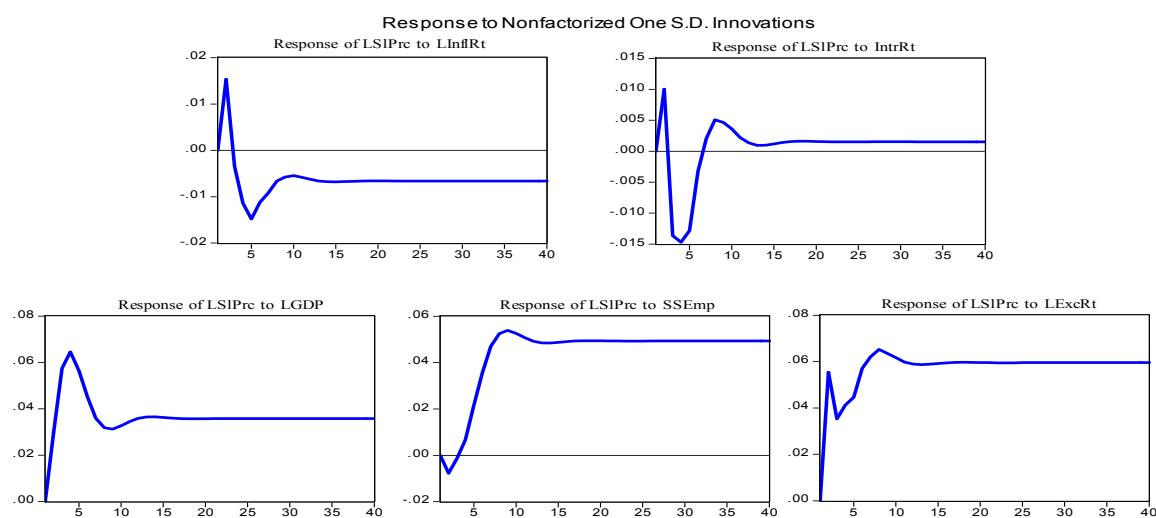 Response to Nonfactorized One S.D. Innovations
Response of LSlPrc to LInflRt
.02
.01
.00
-.01
-.02
5 10 15 20 25 30 35 40
Response of LSlPrc to IntrRt
.015
.010
.005
.000
-.005
-.010
-.015
5 10 15 20 25 30 35 40
Response of LSlPrc to LGDP
.08
.06
.04
.02
.00
5 10 15 20 25 30 35 40
Response of LSlPrc to SSEmp
.06
.04
.02
.00
-.02
5 10 15 20 25 30 35 40
Response of LSlPrc to LExcRt
.08
.06
.04
.02
.00
5 10 15 20 25 30 35 40